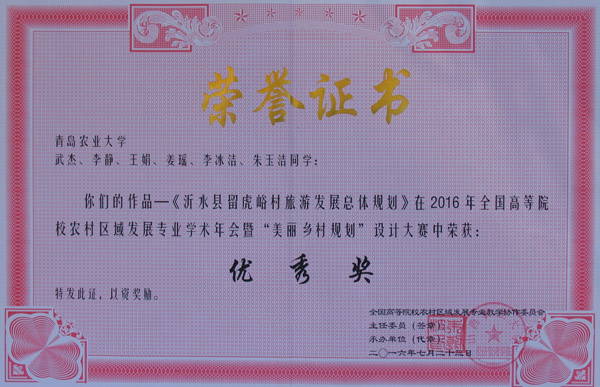 荣誉证书
青岛农业大学
武杰、李静、王娟、姜瑶、李冰洁、朱玉洁同学：
你们的作品—《沂水县留虎峪村旅游发展总体规划》在2016年全国高等院
校农村区域发展专业学术年会暨“美丽乡村规划”设计大赛中荣获：
优秀奖
特发此证，以资奖励。
全国高等院校农村区域发展专业教学协作委员会
主任委员（签章）：
承办单位（代章）：
二〇一六年七月二十三日